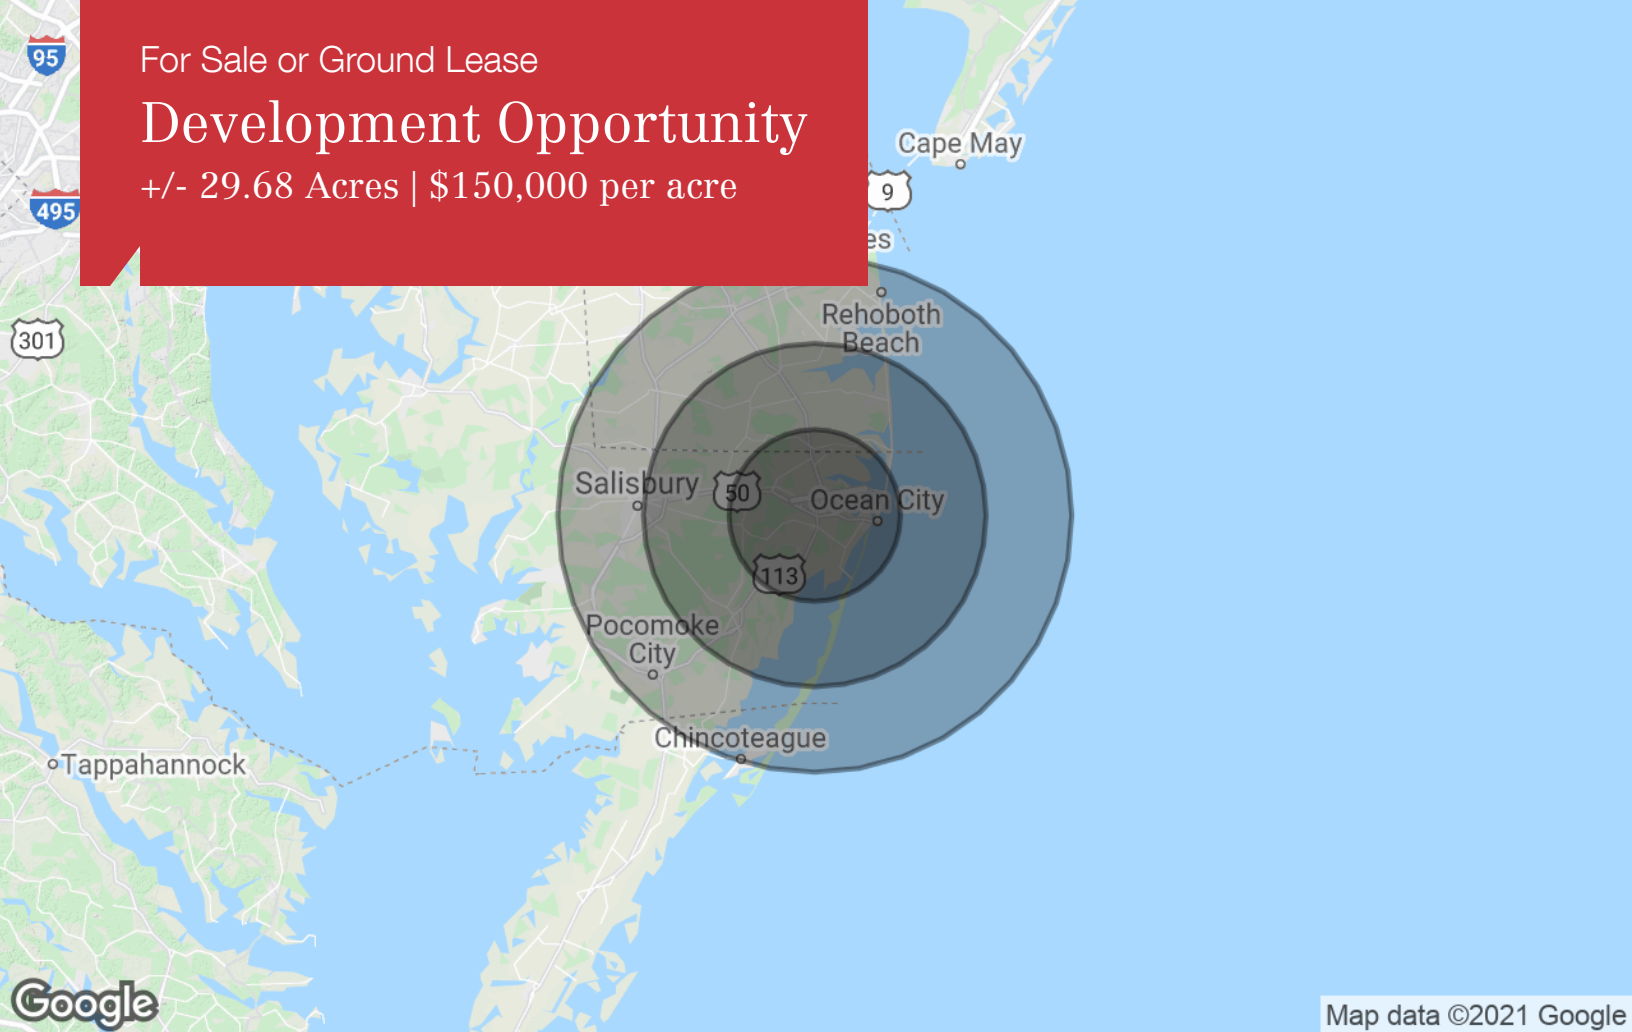 For Sale or Ground Lease
Development Opportunity
+/- 29.68 Acres | $150,000 per acre
95
495
301
Cape May
9
es
Rehoboth
Beach
Salisbury
50
Ocean City
113
Pocomoke
City
Chincoteague
Tappahannock
Google
Map data ©2021 Google